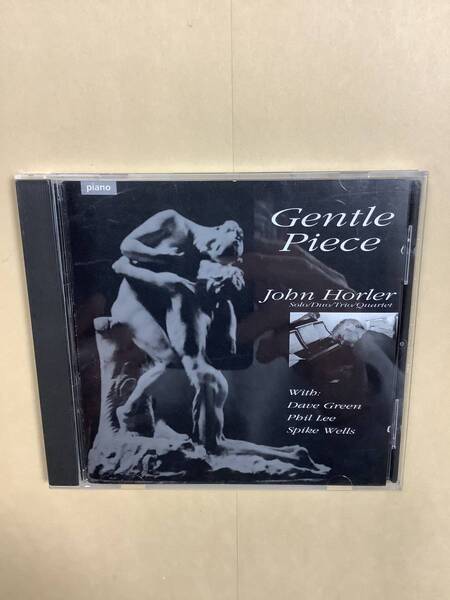 piano
Gentle
Piece
John Horler
Solo/Duo/Trio/Quartet
With:
Dave Green
Phil Lee
Spike Wells